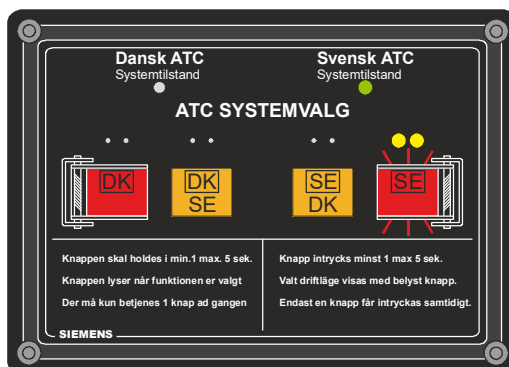 Dansk ATC
Systemtilstand
Svensk ATC
Systemtilstand
ATC SYSTEMVALG
DK
DK
SE
SE
DK
SE
Knappen skal holdes i min.1 max. 5 sek.
Knappen lyser når funktionen er valgt
Der må kun betjenes 1 knap ad gangen
Knapp intrycks minst 1 max 5 sek.
Valt driftläge visas med belyst knapp.
Endast en knapp får intryckas samtidigt.
SIEMENS